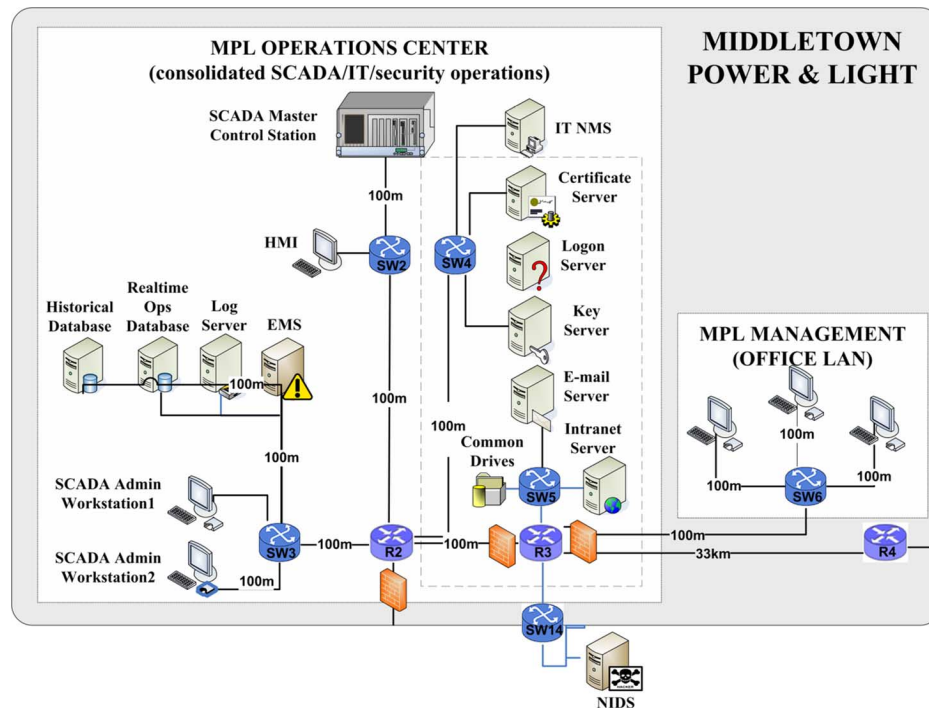 MPL OPERATIONS CENTER
(consolidated SCADA/IT/security operations)
MIDDLETOWN
POWER & LIGHT
SCADA Master
Control Station
IT NMS
100m
Certificate
Server
HMI
SW2
SW4
Logon
Server
?
Historical
Database
Realtime
Ops
Database
Log
Server
EMS
Key
Server
MPL MANAGEMENT
(OFFICE LAN)
100m
!
100m
E-mail
Server
100m
100m
100m
Common
Drives
Intranet
Server
SCADA Admin
Workstation1
SW5
100m
SW6
100m
SW3
100m
R2
100m
R3
100m
33km
R4
SCADA Admin
Workstation2
100m
SW14
HACKER
NIDS